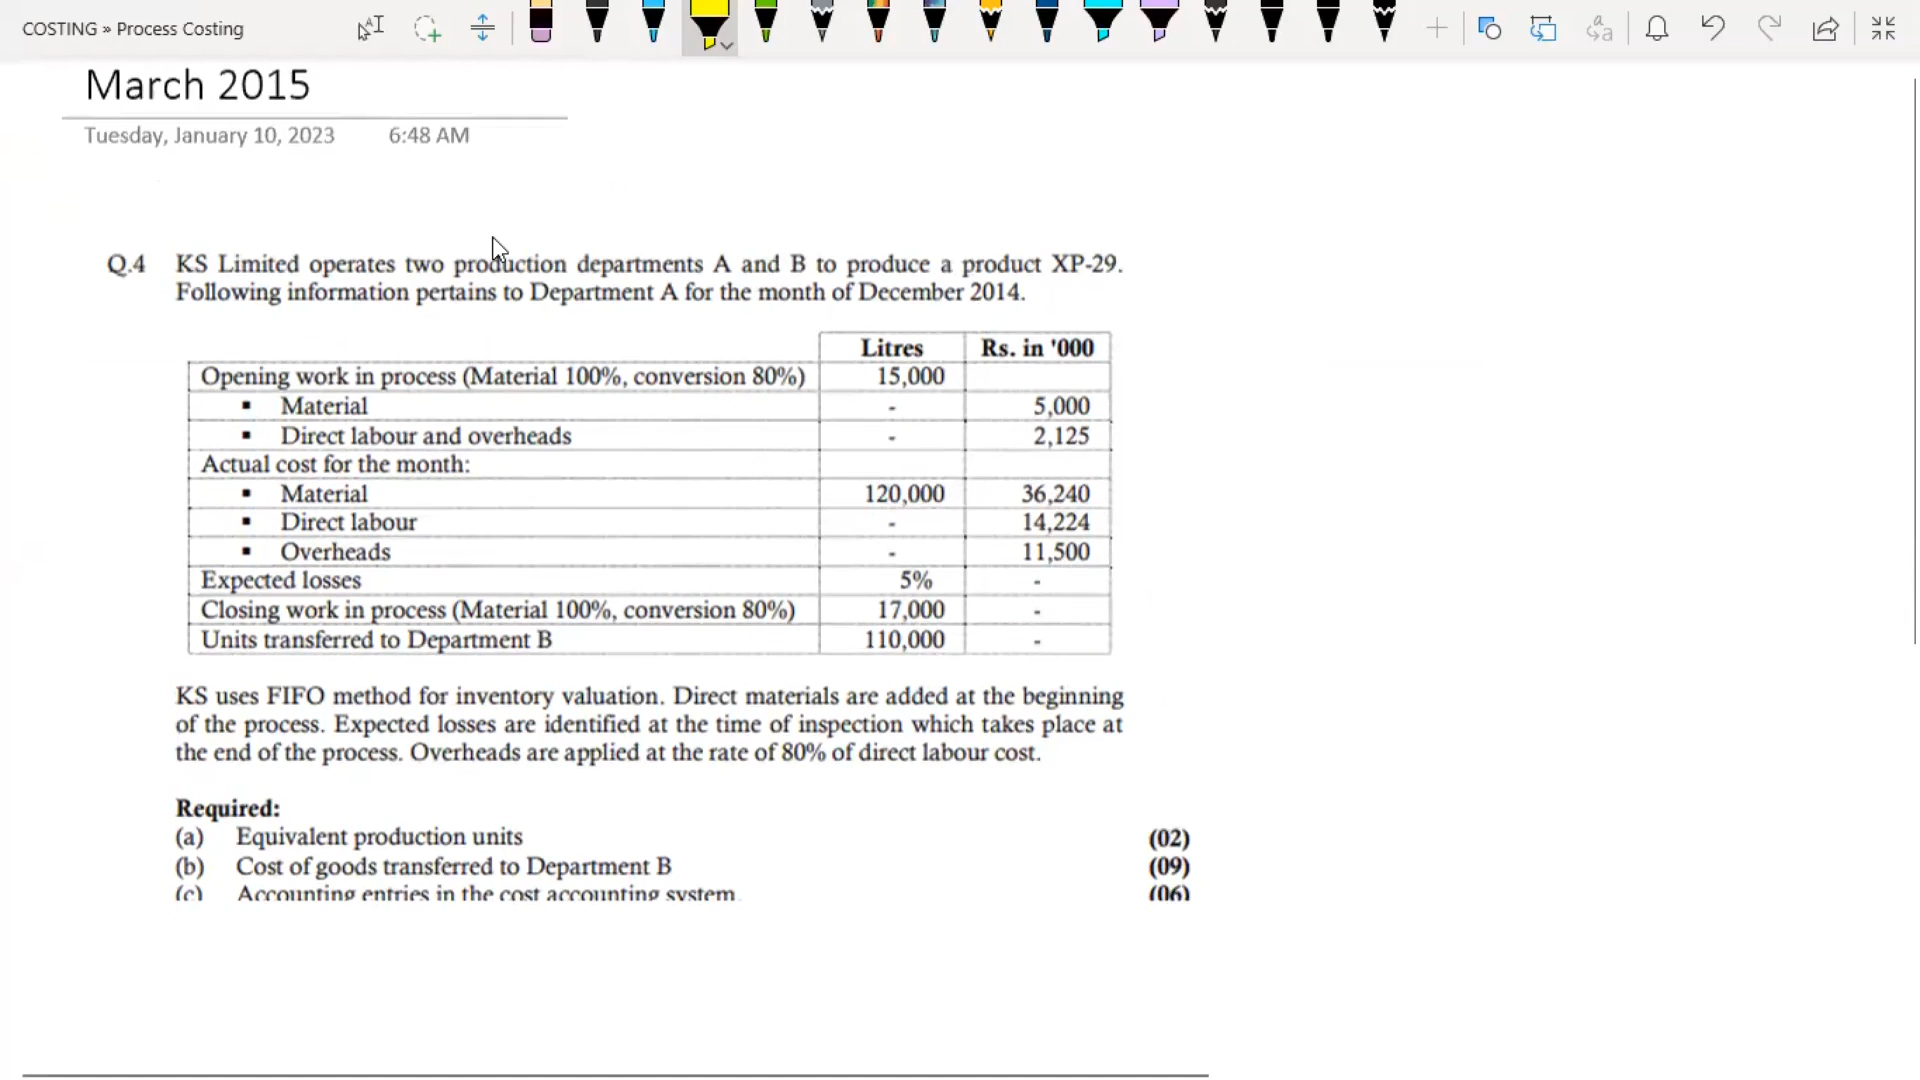 COSTING » Process Costing
March 2015
Tuesday, January 10, 2023 6:48 AM
Q.4 KS Limited operates two production departments A and B to produce a product XP-29.
Following information pertains to Department A for the month of December 2014.
Litres Rs. in '000
Opening work in process (Material 100%, conversion 80%) 15,000
▪ Material - 5,000
▪ Direct labour and overheads - 2,125
Actual cost for the month:
▪ Material 120,000 36,240
▪ Direct labour - 14,224
▪ Overheads - 11,500
Expected losses 5% -
Closing work in process (Material 100%, conversion 80%) 17,000 -
Units transferred to Department B 110,000 -
KS uses FIFO method for inventory valuation. Direct materials are added at the beginning
of the process. Expected losses are identified at the time of inspection which takes place at
the end of the process. Overheads are applied at the rate of 80% of direct labour cost.
Required:
(a) Equivalent production units (02)
(b) Cost of goods transferred to Department B (09)
(c) Accounting entries in the cost accounting system. (06)